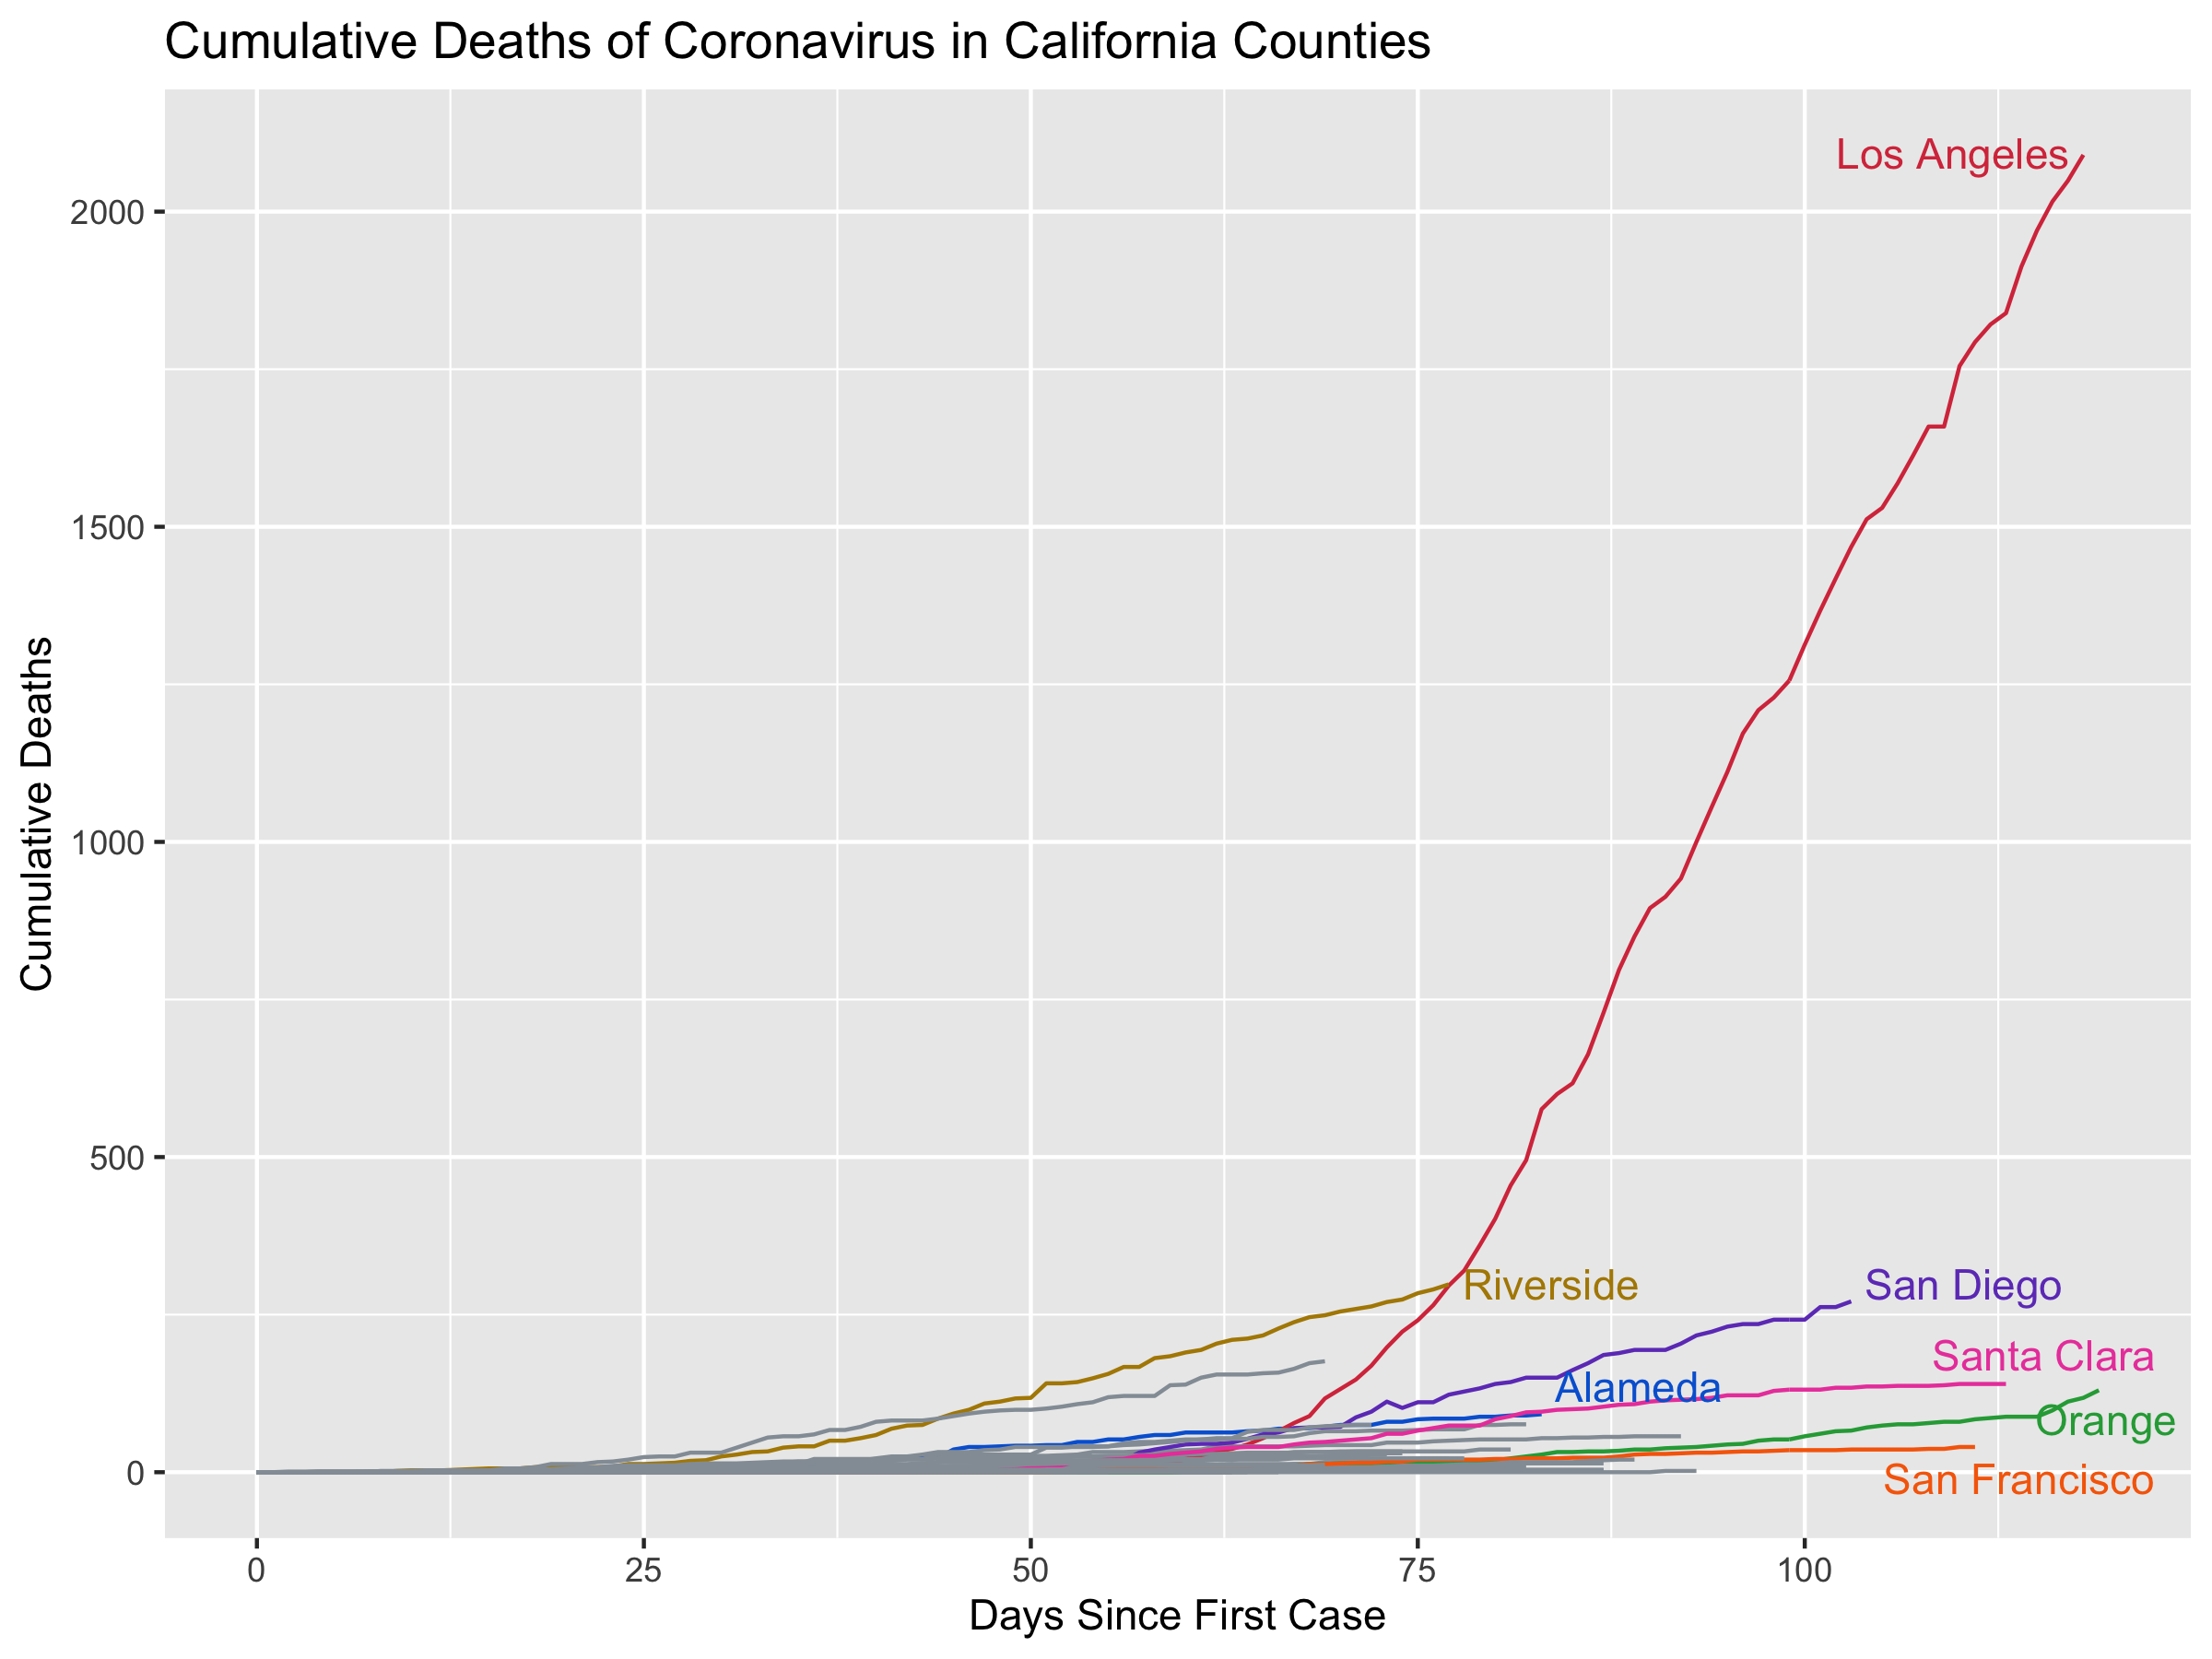 Cumulative Deaths of Coronavirus in California Counties
Cumulative Deaths
2000
1500
1000
500
0
Los Angeles
Riverside
San Diego
Santa Clara
Alameda
Orange
San Francisco
0 25 50 75 100
Days Since First Case